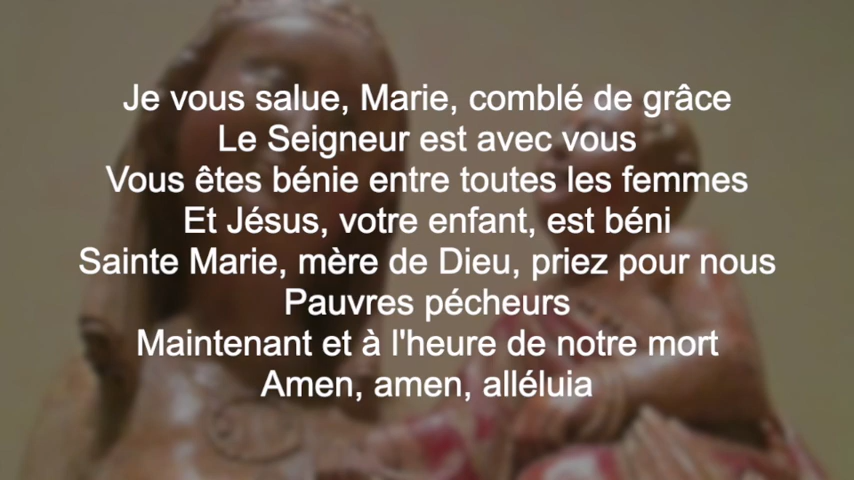 Je vous salue, Marie, comblé de grâce
Le Seigneur est avec vous
Vous êtes bénie entre toutes les femmes
Et Jésus, votre enfant, est béni
Sainte Marie, mère de Dieu, priez pour nous
Pauvres pécheurs
Maintenant et à l'heure de notre mort
Amen, amen, alléluia